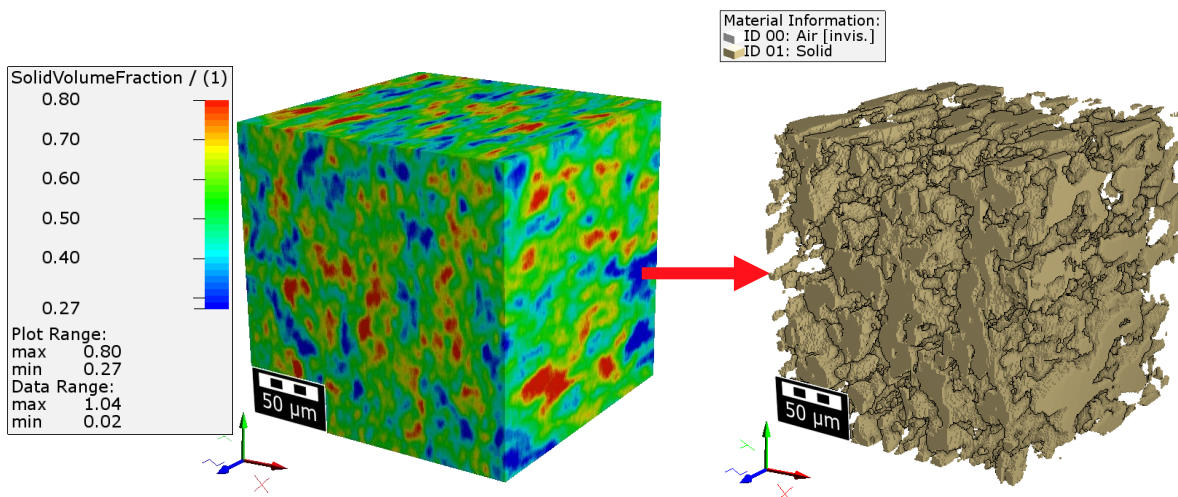 SolidVolumeFraction / (1)
0.80
0.70
0.60
0.50
0.40
0.27
Plot Range:
max 0.80
min 0.27
Data Range:
max 1.04
min 0.02
50 µm
X
Material Information:
ID 00: Air [invis.]
ID 01: Solid
50 µm
X